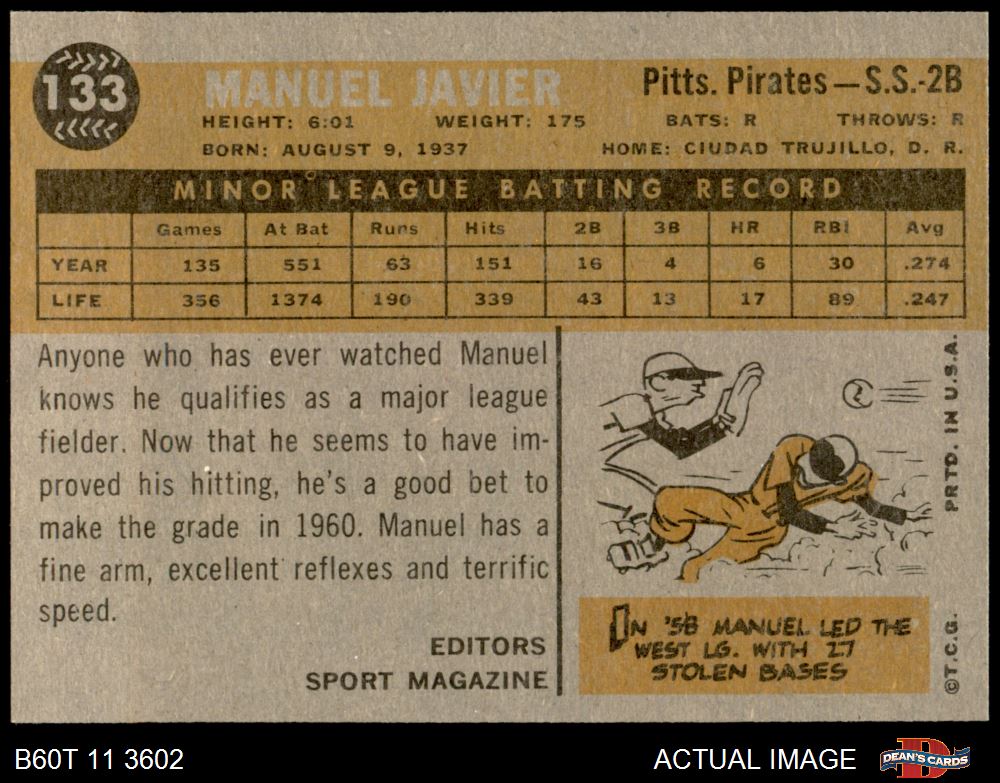 133
MANUEL JAVIER
Pitts. Pirates—S.S.-2B
HEIGHT: 6:01 WEIGHT: 175 BATS: R THROWS: R
BORN: AUGUST 9, 1937 HOME: CIUDAD TRUJILLO, D. R.
MINOR LEAGUE BATTING RECORD
Games At Bat Runs Hits 2B 3B HR RBI Avg
YEAR 135 551 63 151 16 4 6 30 .274
LIFE 356 1374 190 339 43 13 17 89 .247
Anyone who has ever watched Manuel
knows he qualifies as a major league
fielder. Now that he seems to have im-
proved his hitting, he's a good bet to
make the grade in 1960. Manuel has a
fine arm, excellent reflexes and terrific
speed.
EDITORS
SPORT MAGAZINE
IN '58 MANUEL LED THE
WEST LG. WITH 27
STOLEN BASES
©T.C.G. PRTD. IN U.S.A.
B60T 11 3602
ACTUAL IMAGE
DEAN'S CARDS